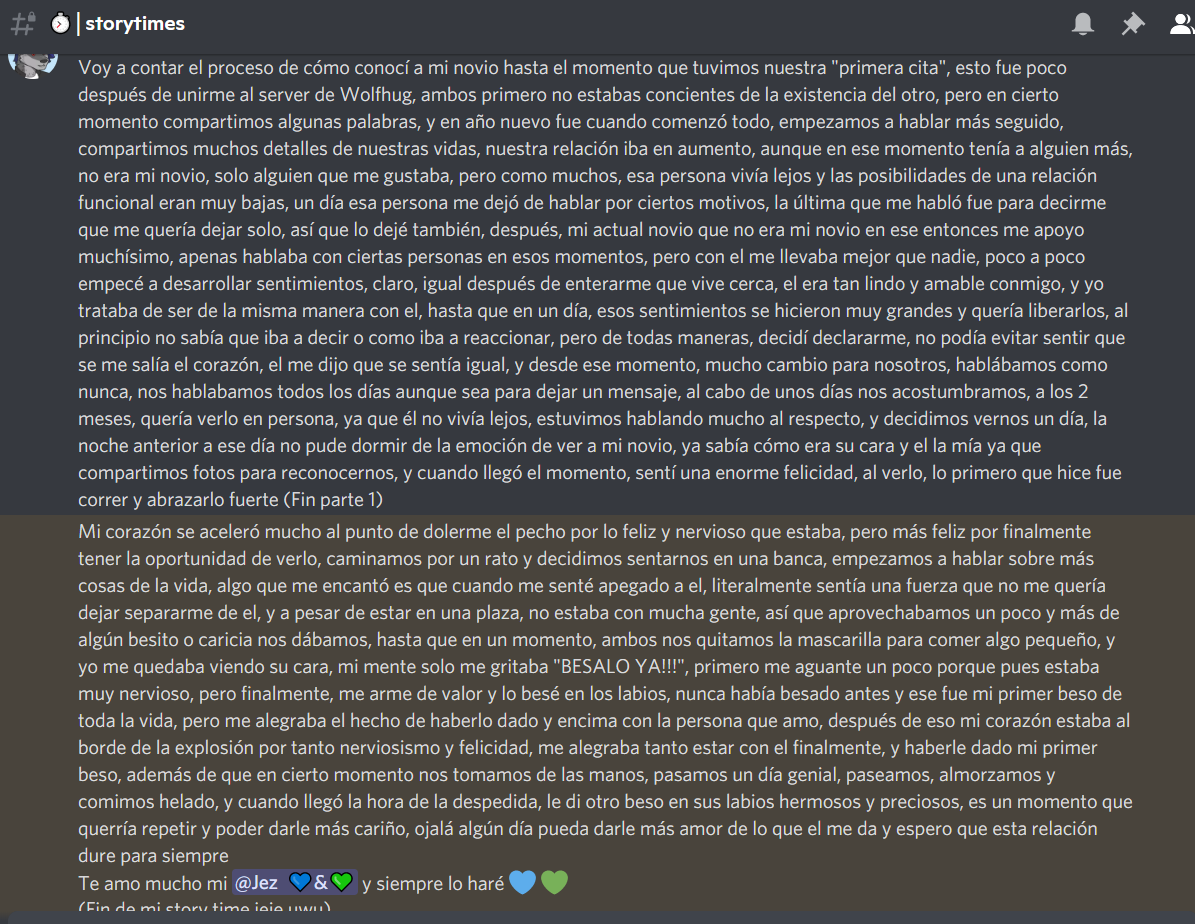 | storytimes
Voy a contar el proceso de cómo conocí a mi novio hasta el momento que tuvimos nuestra "primera cita", esto fue poco
después de unirme al server de Wolfhug, ambos primero no estabas concientes de la existencia del otro, pero en cierto
momento compartimos algunas palabras, y en año nuevo fue cuando comenzó todo, empezamos a hablar más seguido,
compartimos muchos detalles de nuestras vidas, nuestra relación iba en aumento, aunque en ese momento tenía a alguien más,
no era mi novio, solo alguien que me gustaba, pero como muchos, esa persona vivía lejos y las posibilidades de una relación
funcional eran muy bajas, un día esa persona me dejó de hablar por ciertos motivos, la última que me habló fue para decirme
que me quería dejar solo, así que lo dejé también, después, mi actual novio que no era mi novio en ese entonces me apoyo
muchísimo, apenas hablaba con ciertas personas en esos momentos, pero con el me llevaba mejor que nadie, poco a poco
empecé a desarrollar sentimientos, claro, igual después de enterarme que vive cerca, el era tan lindo y amable conmigo, y yo
trataba de ser de la misma manera con el, hasta que en un día, esos sentimientos se hicieron muy grandes y quería liberarlos, al
principio no sabía que iba a decir o como iba a reaccionar, pero de todas maneras, decidí declararme, no podía evitar sentir que
se me salía el corazón, el me dijo que se sentía igual, y desde ese momento, mucho cambio para nosotros, hablábamos como
nunca, nos hablabamos todos los días aunque sea para dejar un mensaje, al cabo de unos días nos acostumbramos, a los 2
meses, quería verlo en persona, ya que él no vivía lejos, estuvimos hablando mucho al respecto, y decidimos vernos un día, la
noche anterior a ese día no pude dormir de la emoción de ver a mi novio, ya sabía cómo era su cara y el la mía ya que
compartimos fotos para reconocernos, y cuando llegó el momento, sentí una enorme felicidad, al verlo, lo primero que hice fue
correr y abrazarlo fuerte (Fin parte 1)
Mi corazón se aceleró mucho al punto de dolerme el pecho por lo feliz y nervioso que estaba, pero más feliz por finalmente
tener la oportunidad de verlo, caminamos por un rato y decidimos sentarnos en una banca, empezamos a hablar sobre más
cosas de la vida, algo que me encantó es que cuando me senté apegado a el, literalmente sentía una fuerza que no me quería
dejar separarme de el, y a pesar de estar en una plaza, no estaba con mucha gente, así que aprovechabamos un poco y más de
algún besito o caricia nos dábamos, hasta que en un momento, ambos nos quitamos la mascarilla para comer algo pequeño, y
yo me quedaba viendo su cara, mi mente solo me gritaba "BESALO YA!!!", primero me aguante un poco porque pues estaba
muy nervioso, pero finalmente, me arme de valor y lo besé en los labios, nunca había besado antes y ese fue mi primer beso de
toda la vida, pero me alegraba el hecho de haberlo dado y encima con la persona que amo, después de eso mi corazón estaba al
borde de la explosión por tanto nerviosismo y felicidad, me alegraba tanto estar con el finalmente, y haberle dado mi primer
beso, además de que en cierto momento nos tomamos de las manos, pasamos un día genial, paseamos, almorzamos y
comimos helado, y cuando llegó la hora de la despedida, le di otro beso en sus labios hermosos y preciosos, es un momento que
querría repetir y poder darle más cariño, ojalá algún día pueda darle más amor de lo que el me da y espero que esta relación
dure para siempre
Te amo mucho mi @Jez 💙&💚 y siempre lo haré 💙💚
(Fin de mi story time jeje uwu)